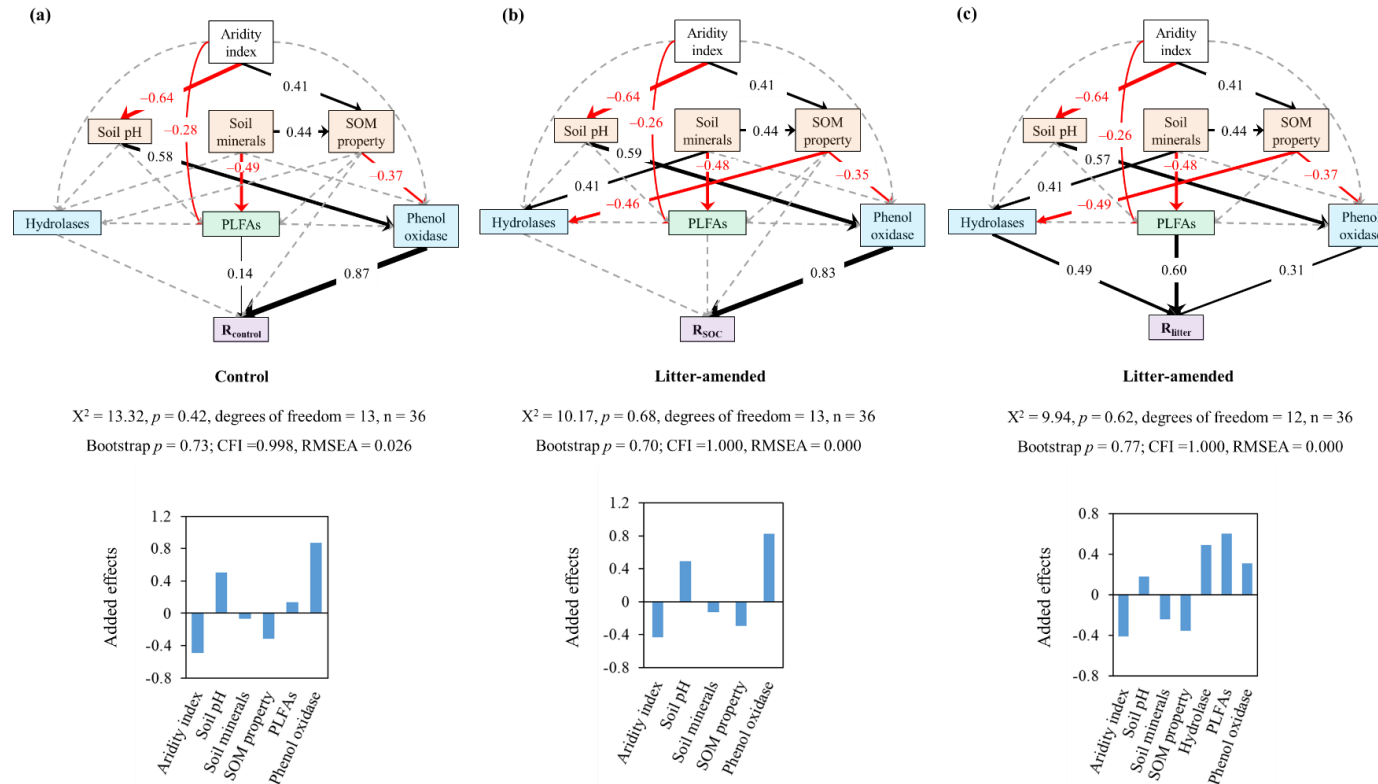 (a)
Aridity
index
−0.64
0.41
Soil pH
−0.28
Soil
minerals
0.44
SOM
property
0.58
−0.49
−0.37
Hydrolases
PLFAs
Phenol
oxidase
0.14
0.87
Rcontrol
Control
X² = 13.32, p = 0.42, degrees of freedom = 13, n = 36
Bootstrap p = 0.73; CFI =0.998, RMSEA = 0.026
Added effects
1.2
0.8
0.4
0
-0.4
-0.8
Aridity index
Soil pH
Soil minerals
SOM property
PLFAs
Phenol oxidase
(b)
Aridity
index
−0.64
0.41
Soil pH
−0.26
Soil
minerals
0.44
SOM
property
0.59
−0.48
−0.35
0.41
−0.46
Hydrolases
PLFAs
Phenol
oxidase
0.83
RSOC
Litter-amended
X² = 10.17, p = 0.68, degrees of freedom = 13, n = 36
Bootstrap p = 0.70; CFI =1.000, RMSEA = 0.000
Added effects
1.2
0.8
0.4
0
-0.4
-0.8
Aridity index
Soil pH
Soil minerals
SOM property
Phenol oxidase
(c)
Aridity
index
−0.64
0.41
Soil pH
−0.26
Soil
minerals
0.44
SOM
property
0.57
−0.48
−0.37
0.41
−0.49
Hydrolases
PLFAs
Phenol
oxidase
0.49
0.60
0.31
Rlitter
Litter-amended
X² = 9.94, p = 0.62, degrees of freedom = 12, n = 36
Bootstrap p = 0.77; CFI =1.000, RMSEA = 0.000
Added effects
0.8
0.4
0
-0.4
-0.8
Aridity index
Soil pH
Soil minerals
SOM property
Hydrolase
PLFAs
Phenol oxidase